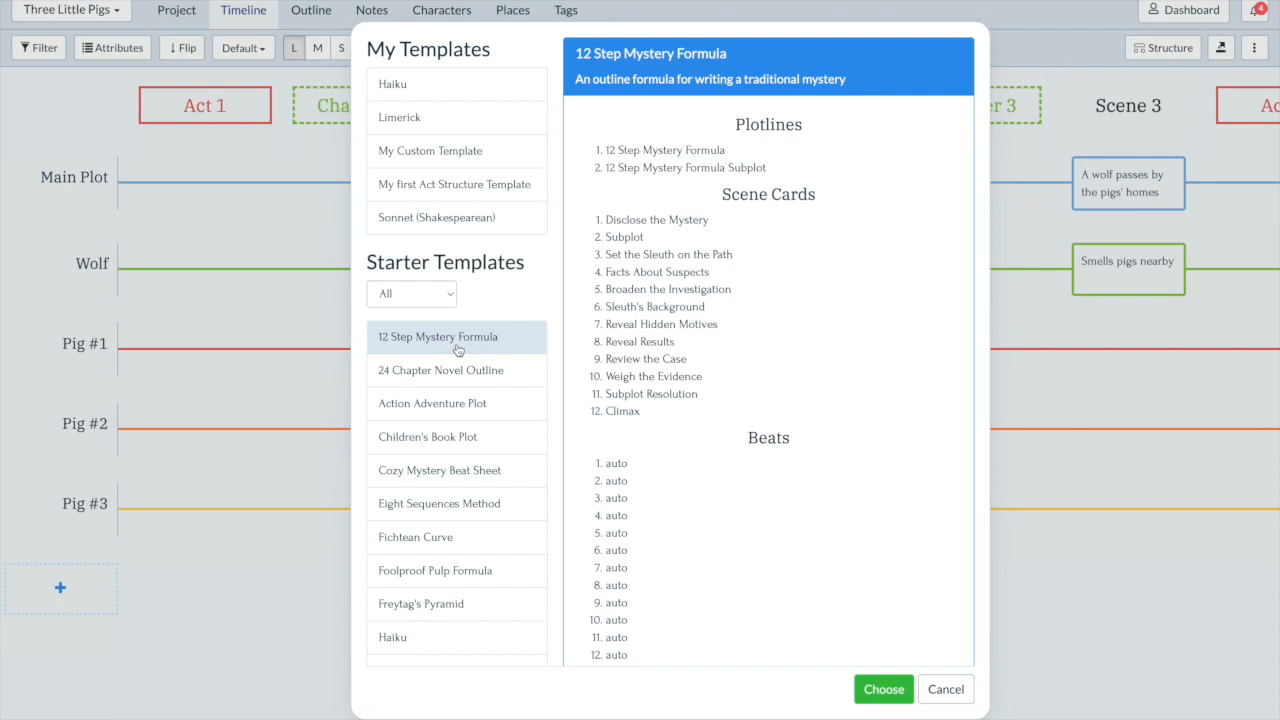 Three Little Pigs
Project
Timeline
Outline
Notes
Characters
Places
Tags
Dashboard
4
Filter
Attributes
Flip
Default
L
M
S
Structure
Act 1
Cha
er 3
Scene 3
Ac
Main Plot
Wolf
Pig #1
Pig #2
Pig #3
+
A wolf passes by
the pigs' homes
Smells pigs nearby
My Templates
Haiku
Limerick
My Custom Template
My first Act Structure Template
Sonnet (Shakespearean)
Starter Templates
All
12 Step Mystery Formula
24 Chapter Novel Outline
Action Adventure Plot
Children's Book Plot
Cozy Mystery Beat Sheet
Eight Sequences Method
Fichtean Curve
Foolproof Pulp Formula
Freytag's Pyramid
Haiku
12 Step Mystery Formula
An outline formula for writing a traditional mystery
Plotlines
1. 12 Step Mystery Formula
2. 12 Step Mystery Formula Subplot
Scene Cards
1. Disclose the Mystery
2. Subplot
3. Set the Sleuth on the Path
4. Facts About Suspects
5. Broaden the Investigation
6. Sleuth's Background
7. Reveal Hidden Motives
8. Reveal Results
9. Review the Case
10. Weigh the Evidence
11. Subplot Resolution
12. Climax
Beats
1. auto
2. auto
3. auto
4. auto
5. auto
6. auto
7. auto
8. auto
9. auto
10. auto
11. auto
12. auto
Choose
Cancel